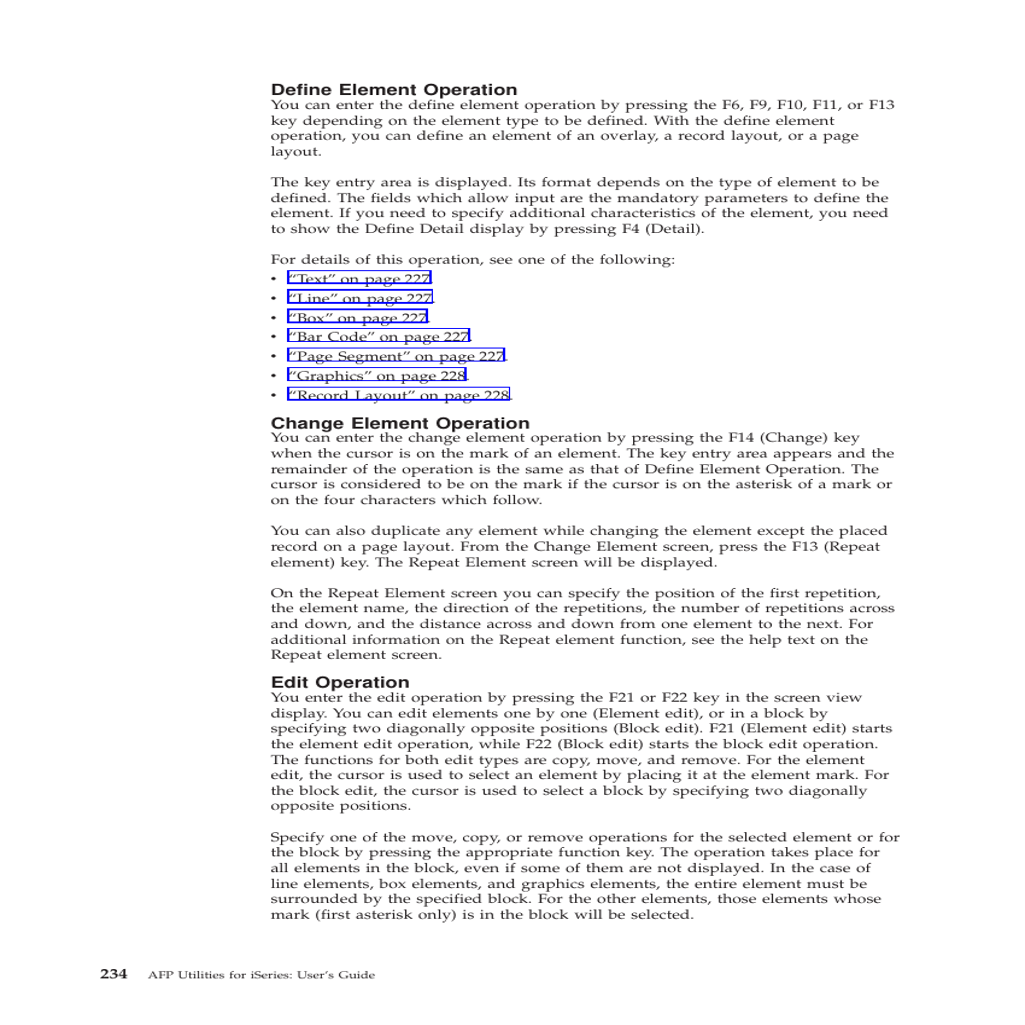 Define Element Operation
You can enter the define element operation by pressing the F6, F9, F10, F11, or F13
key depending on the element type to be defined. With the define element
operation, you can define an element of an overlay, a record layout, or a page
layout.
The key entry area is displayed. Its format depends on the type of element to be
defined. The fields which allow input are the mandatory parameters to define the
element. If you need to specify additional characteristics of the element, you need
to show the Define Detail display by pressing F4 (Detail).
For details of this operation, see one of the following:
• “Text” on page 227.
• “Line” on page 227.
• “Box” on page 227.
• “Bar Code” on page 227.
• “Page Segment” on page 227.
• “Graphics” on page 228.
• “Record Layout” on page 228.
Change Element Operation
You can enter the change element operation by pressing the F14 (Change) key
when the cursor is on the mark of an element. The key entry area appears and the
remainder of the operation is the same as that of Define Element Operation. The
cursor is considered to be on the mark if the cursor is on the asterisk of a mark or
on the four characters which follow.
You can also duplicate any element while changing the element except the placed
record on a page layout. From the Change Element screen, press the F13 (Repeat
element) key. The Repeat Element screen will be displayed.
On the Repeat Element screen you can specify the position of the first repetition,
the element name, the direction of the repetitions, the number of repetitions across
and down, and the distance across and down from one element to the next. For
additional information on the Repeat element function, see the help text on the
Repeat element screen.
Edit Operation
You enter the edit operation by pressing the F21 or F22 key in the screen view
display. You can edit elements one by one (Element edit), or in a block by
specifying two diagonally opposite positions (Block edit). F21 (Element edit) starts
the element edit operation, while F22 (Block edit) starts the block edit operation.
The functions for both edit types are copy, move, and remove. For the element
edit, the cursor is used to select an element by placing it at the element mark. For
the block edit, the cursor is used to select a block by specifying two diagonally
opposite positions.
Specify one of the move, copy, or remove operations for the selected element or for
the block by pressing the appropriate function key. The operation takes place for
all elements in the block, even if some of them are not displayed. In the case of
line elements, box elements, and graphics elements, the entire element must be
surrounded by the specified block. For the other elements, those elements whose
mark (first asterisk only) is in the block will be selected.
234 AFP Utilities for iSeries: User’s Guide